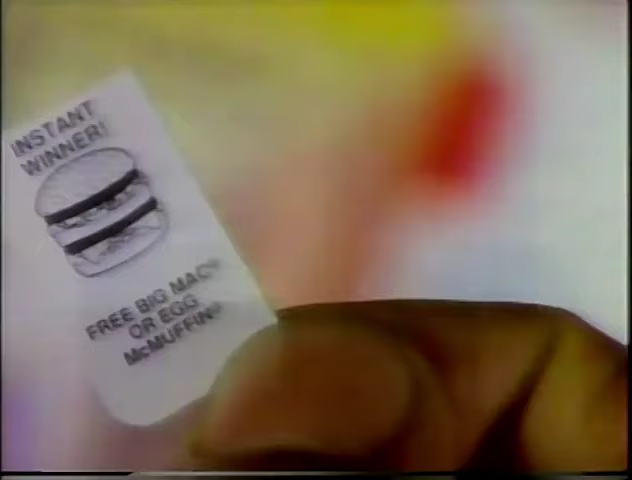 INSTANT
WINNER!
FREE BIG MAC®
OR EGG
McMUFFIN®